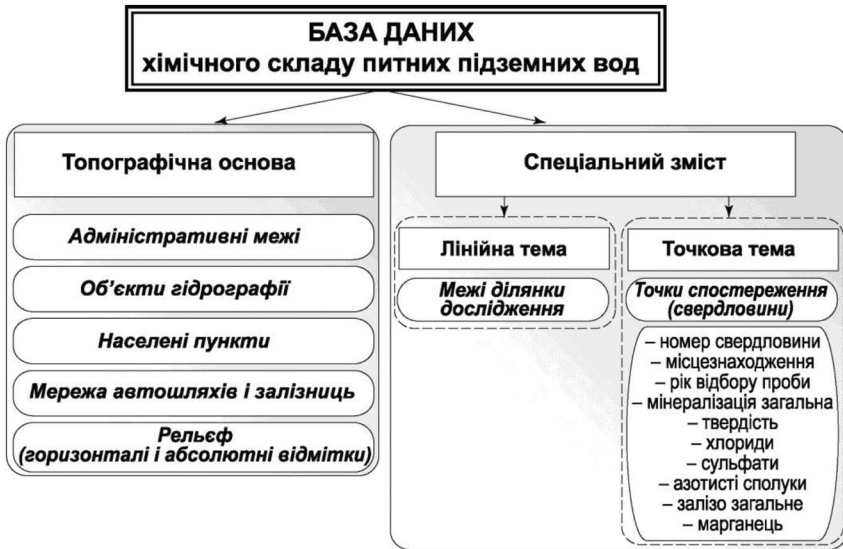 БАЗА ДАНИХ
хімічного складу питних підземних вод
Топографічна основа
Адміністративні межі
Об’єкти гідрографії
Населені пункти
Мережа автошляхів і залізниць
Рельєф
(горизонталі і абсолютні відмітки)
Спеціальний зміст
Лінійна тема
Межі ділянки
дослідження
Точкова тема
Точки спостереження
(свердловини)
– номер свердловини
– місцезнаходження
– рік відбору проби
– мінералізація загальна
– твердість
– хлориди
– сульфати
– азотисті сполуки
– залізо загальне
– марганець